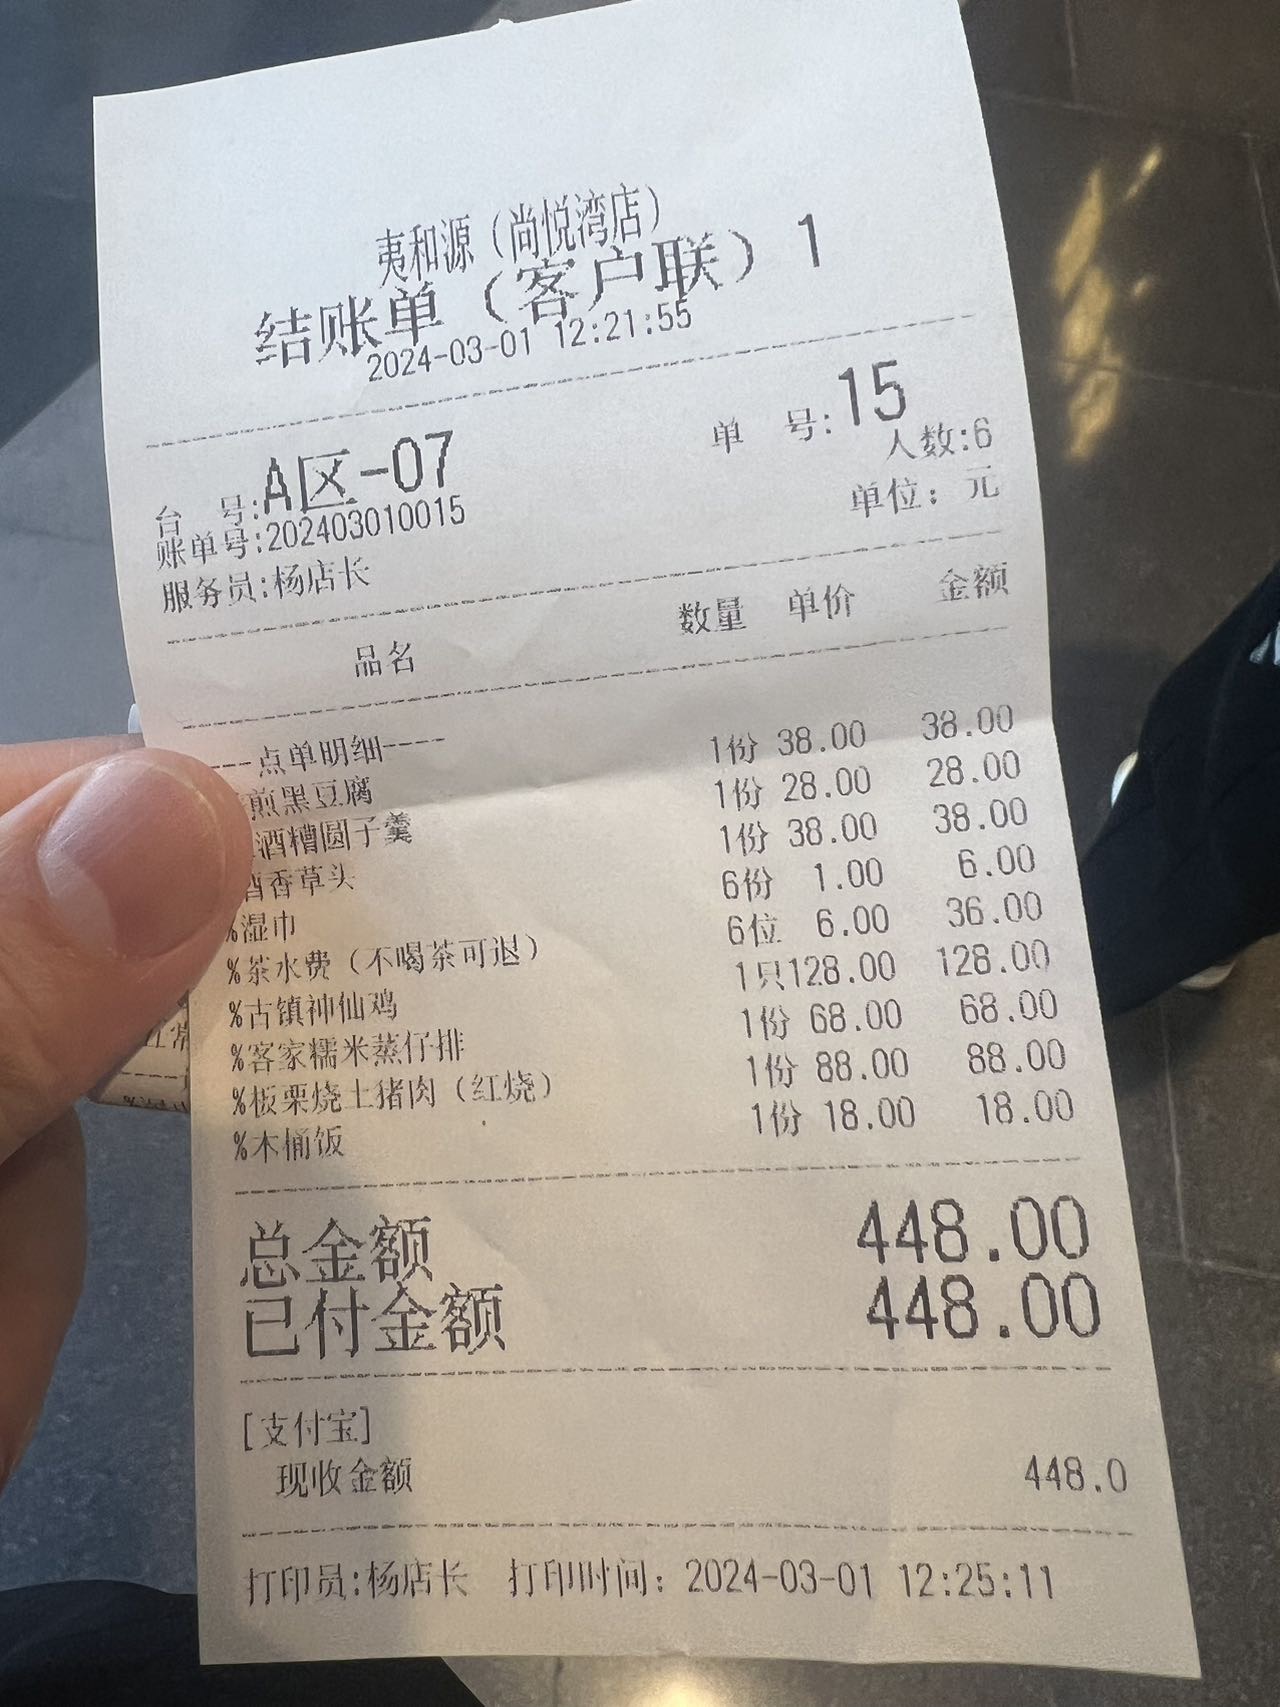 夷和源（尚悦湾店）
结账单（客户联）1
2024-03-01 12:21:55
台 号:A区-07 单 号:15
账单号:202403010015 人数:6
服务员:杨店长 单位：元
品名 数量 单价 金额
---点单明细----
煎黑豆腐 1份 38.00 38.00
酒糟圆子羹 1份 28.00 28.00
酒香草头 1份 38.00 38.00
%湿巾 6份 1.00 6.00
%茶水费（不喝茶可退） 6位 6.00 36.00
%古镇神仙鸡 1只 128.00 128.00
%客家糯米蒸仔排 1份 68.00 68.00
%板栗烧土猪肉（红烧） 1份 88.00 88.00
%木桶饭 1份 18.00 18.00
总金额 448.00
已付金额 448.00
[支付宝]
现收金额 448.0
打印员:杨店长 打印时间：2024-03-01 12:25:11